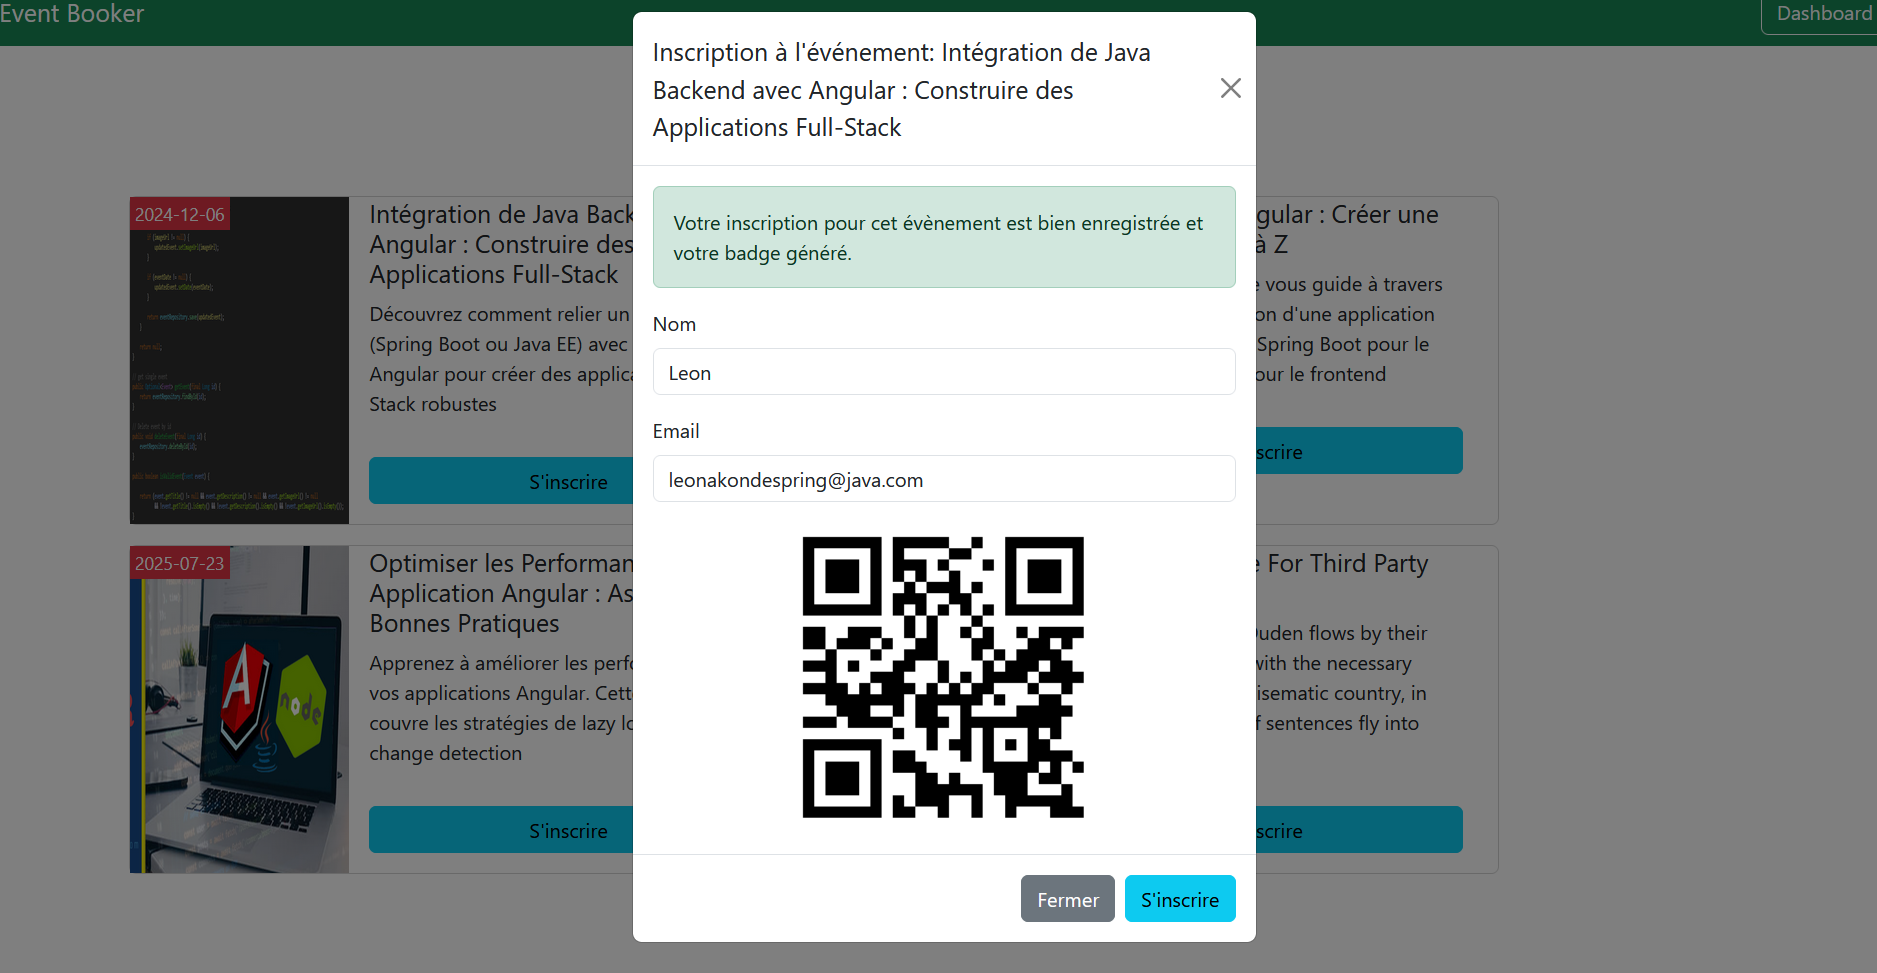 Event Booker
Dashboard
Inscription à l'événement: Intégration de Java
Backend avec Angular : Construire des
Applications Full-Stack
Votre inscription pour cet évènement est bien enregistrée et
votre badge généré.
Nom
Leon
Email
leonakondespring@java.com
Fermer
S'inscrire
2024-12-06
Intégration de Java Back
Angular : Construire des
Applications Full-Stack
Découvrez comment relier un
(Spring Boot ou Java EE) avec
Angular pour créer des applica
Stack robustes
S'inscrire
gular : Créer une
à Z
vous guide à travers
on d'une application
Spring Boot pour le
our le frontend
scrire
2025-07-23
Optimiser les Performan
Application Angular : As
Bonnes Pratiques
Apprenez à améliorer les perfo
vos applications Angular. Cett
couvre les stratégies de lazy lo
change detection
S'inscrire
node
e For Third Party
Duden flows by their
with the necessary
isematic country, in
f sentences fly into
scrire